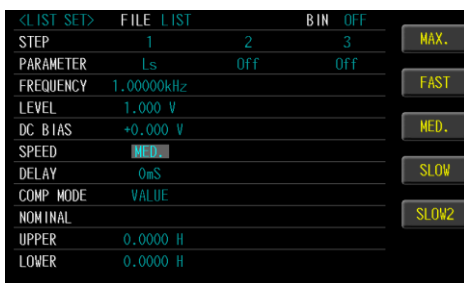 <LIST SET> FILE LIST BIN OFF
STEP 1 2 3
PARAMETER Ls Off Off
FREQUENCY 1.00000kHz
LEVEL 1.000 V
DC BIAS +0.000 V
SPEED MED.
DELAY 0mS
COMP MODE VALUE
NOMINAL
UPPER 0.0000 H
LOWER 0.0000 H
MAX.
FAST
MED.
SLOW
SLOW2